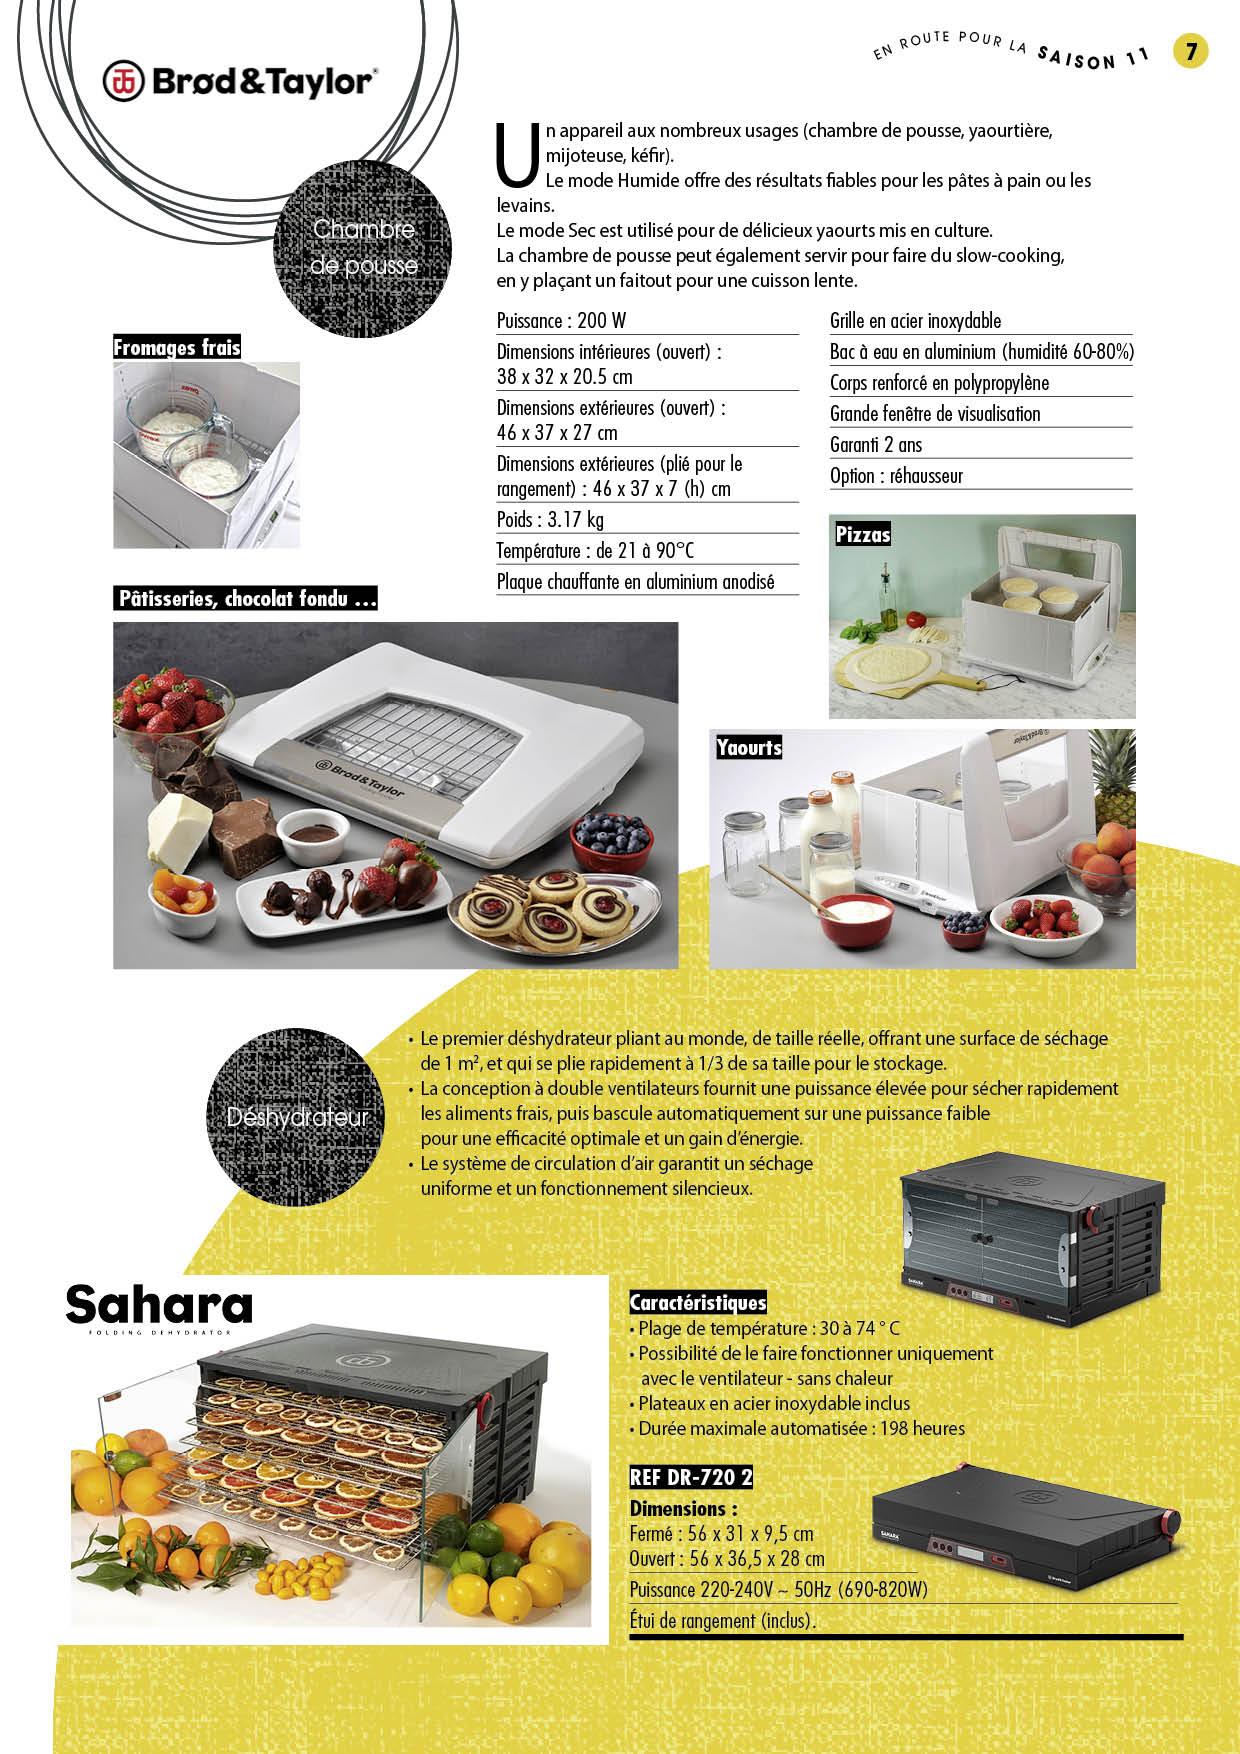 EN ROUTE POUR LA SAISON 11 7
Brød&Taylor®
Un appareil aux nombreux usages (chambre de pousse, yaourtière,
mijoteuse, kéfir).
Le mode Humide offre des résultats fiables pour les pâtes à pain ou les
levains.
Le mode Sec est utilisé pour de délicieux yaourts mis en culture.
La chambre de pousse peut également servir pour faire du slow-cooking,
en y plaçant un faitout pour une cuisson lente.
Chambre
de pousse
Puissance : 200 W
Dimensions intérieures (ouvert) :
38 x 32 x 20.5 cm
Dimensions extérieures (ouvert) :
46 x 37 x 27 cm
Dimensions extérieures (plié pour le
rangement) : 46 x 37 x 7 (h) cm
Poids : 3.17 kg
Température : de 21 à 90°C
Plaque chauffante en aluminium anodisé
Grille en acier inoxydable
Bac à eau en aluminium (humidité 60-80%)
Corps renforcé en polypropylène
Grande fenêtre de visualisation
Garanti 2 ans
Option : réhausseur
Fromages frais
Pizzas
Pâtisseries, chocolat fondu ...
Brød&Taylor
Yaourts
Brød&Taylor
Brød&Taylor
Déshydrateur
• Le premier déshydrateur pliant au monde, de taille réelle, offrant une surface de séchage
de 1 m², et qui se plie rapidement à 1/3 de sa taille pour le stockage.
• La conception à double ventilateurs fournit une puissance élevée pour sécher rapidement
les aliments frais, puis bascule automatiquement sur une puissance faible
pour une efficacité optimale et un gain d’énergie.
• Le système de circulation d’air garantit un séchage
uniforme et un fonctionnement silencieux.
SAHARA
Brød&Taylor
Sahara
FOLDING DEHYDRATOR
Caractéristiques
• Plage de température : 30 à 74 ° C
• Possibilité de le faire fonctionner uniquement
avec le ventilateur - sans chaleur
• Plateaux en acier inoxydable inclus
• Durée maximale automatisée : 198 heures
REF DR-720 2
Dimensions :
Fermé : 56 x 31 x 9,5 cm
Ouvert : 56 x 36,5 x 28 cm
Puissance 220-240V ~ 50Hz (690-820W)
Étui de rangement (inclus).
SAHARA
Brød&Taylor